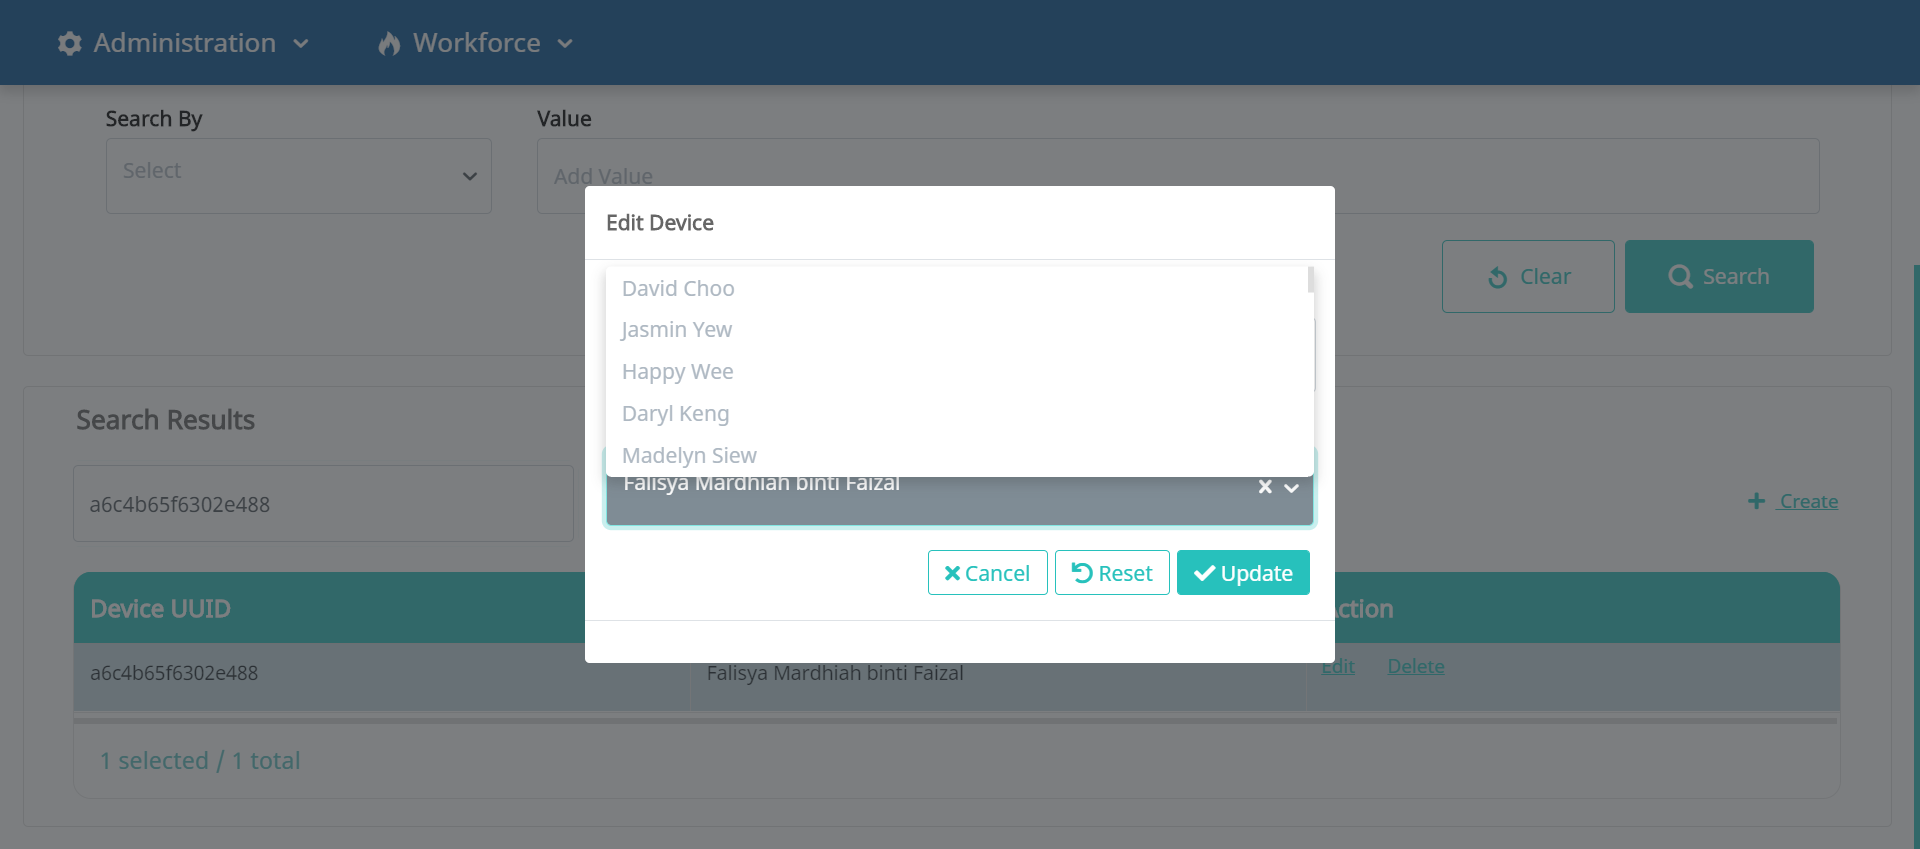 Administration
Workforce
Search By
Value
Select
Add Value
Edit Device
Clear
Search
David Choo
Jasmin Yew
Happy Wee
Daryl Keng
Madelyn Siew
Search Results
Falisya Mardhiah binti Faizal
a6c4b65f6302e488
Create
Cancel
Reset
Update
Device UUID
Action
a6c4b65f6302e488
Falisya Mardhiah binti Faizal
Edit
Delete
1 selected / 1 total